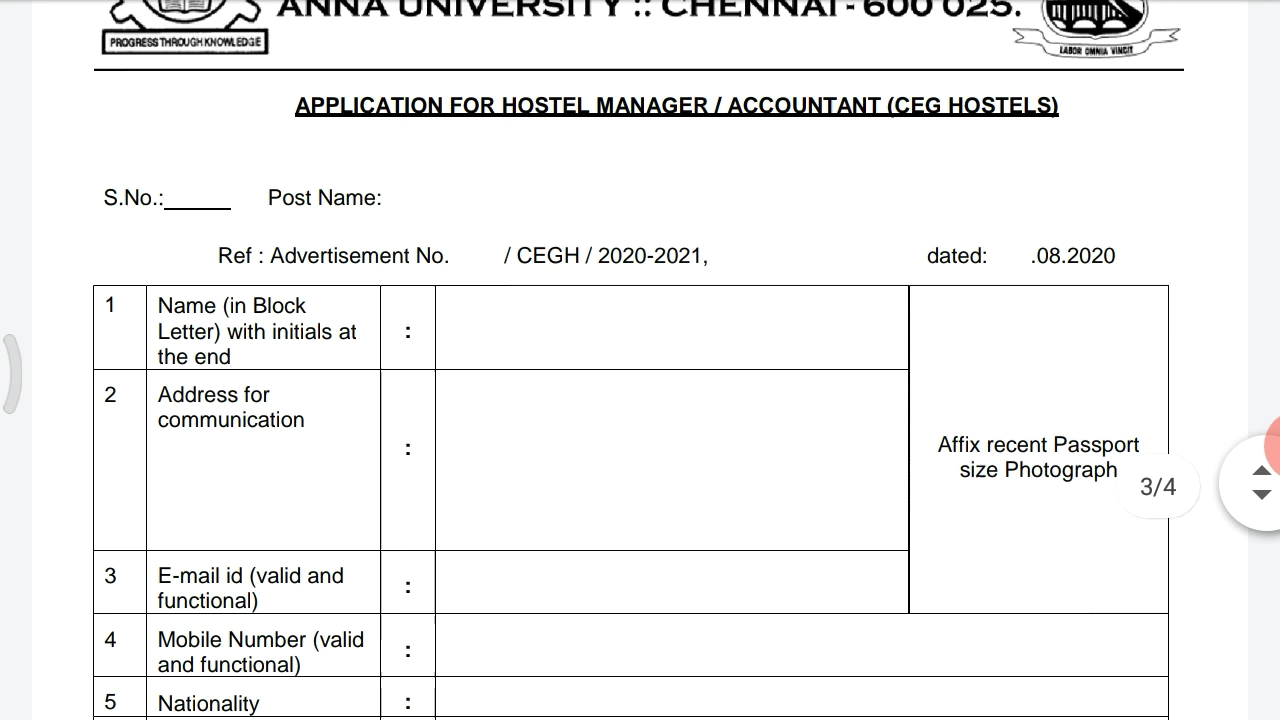 ANNA UNIVERSITY :: CHENNAI - 600 025.
PROGRESS THROUGH KNOWLEDGE
LABOR OMNIA VINCIT
APPLICATION FOR HOSTEL MANAGER / ACCOUNTANT (CEG HOSTELS)
S.No.:______ Post Name:
Ref : Advertisement No. / CEGH / 2020-2021, dated: .08.2020
1 Name (in Block
Letter) with initials at
the end
:
2 Address for
communication
:
Affix recent Passport
size Photograph
3/4
3 E-mail id (valid and
functional)
:
4 Mobile Number (valid
and functional)
:
5 Nationality :